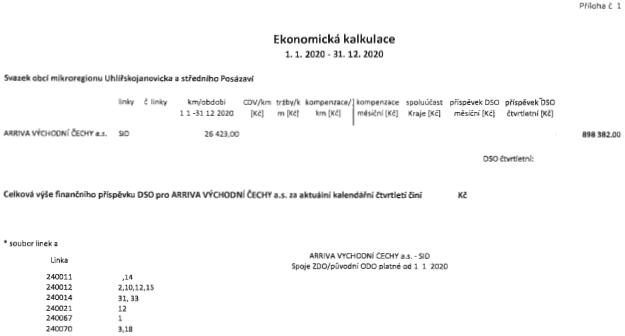 Příloha č 1
Ekonomická kalkulace
1. 1. 2020 - 31. 12. 2020
Svazek obcí mikroregionu Uhlířskojanovicka a středního Posázaví
linky č linky km/období CDV/km tržby/k kompenzace/ kompenzace spoluúčast příspěvek DSO příspěvek DSO
1 1 -31 12 2020 [Kč] m [Kč] km [Kč] měsíční [Kč] Kraje [Kč] měsíční [Kč] čtvrtletní [Kč]
ARRIVA VÝCHODNÍ ČECHY a.s. SID 26 423,00 898 382.00
DSO čtvrtletní:
Celková výše finančního příspěvku DSO pro ARRIVA VÝCHODNÍ ČECHY a.s. za aktuální kalendářní čtvrtletí činí Kč
* soubor linek a
ARRIVA VYCHODNÍ ČECHY a.s. - SID
Linka
Spoje ZDO/původní ODO platné od 1 1 2020
240011 ,14
240012 2,10,12,15
240014 31, 33
240021 12
240067 1
240070 3,18